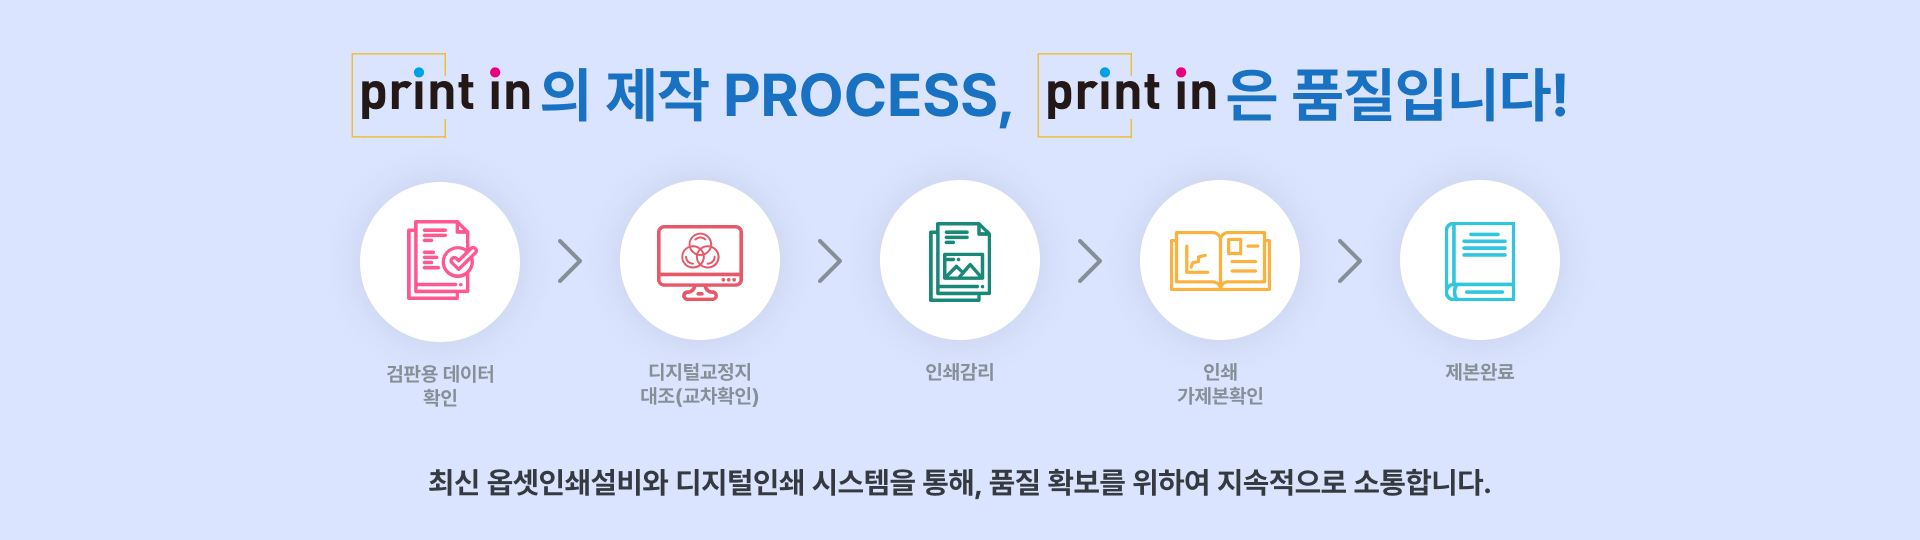 print in의 제작 PROCESS, print in은 품질입니다!
검판용 데이터
확인
디지털교정지
대조(교차확인)
인쇄감리
인쇄
가제본확인
제본완료
최신 옵셋인쇄설비와 디지털인쇄 시스템을 통해, 품질 확보를 위하여 지속적으로 소통합니다.